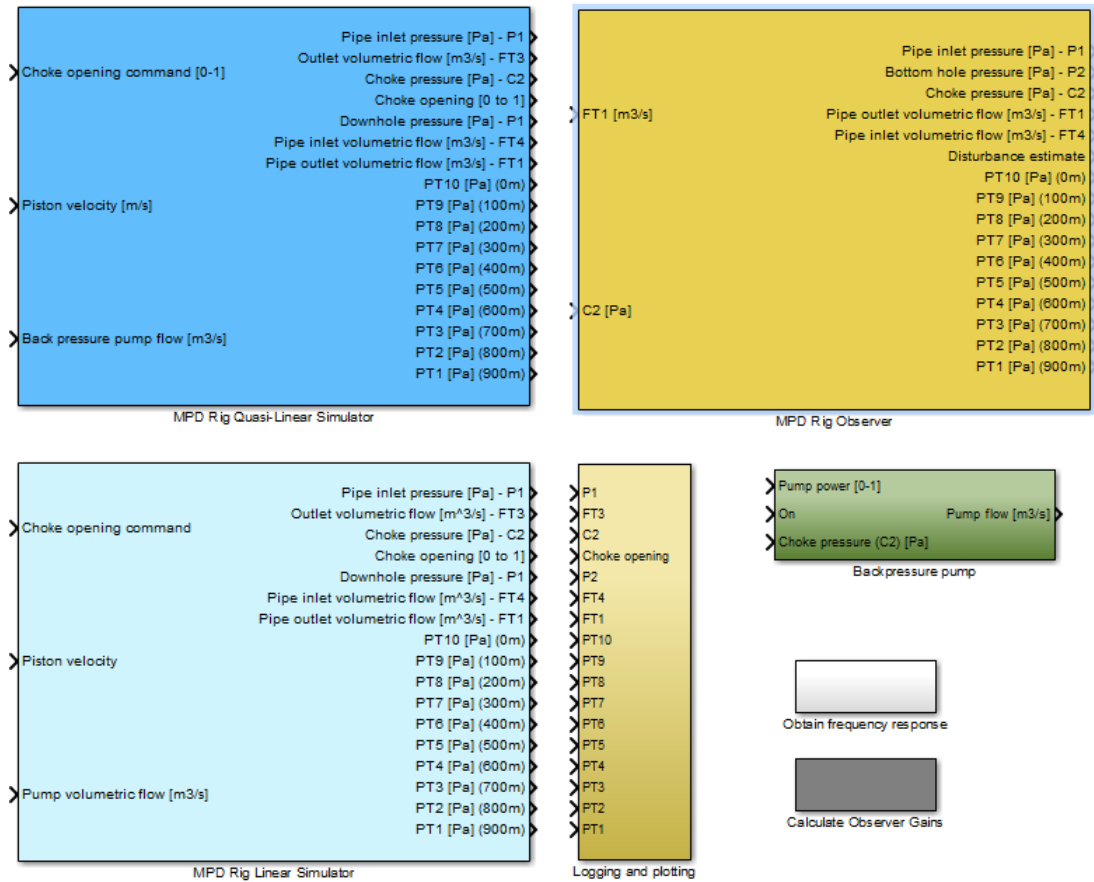 Choke opening command [0-1]
Piston velocity [m/s]
Back pressure pump flow [m3/s]
Pipe inlet pressure [Pa] - P1
Outlet volumetric flow [m3/s] - FT3
Choke pressure [Pa] - C2
Choke opening [0 to 1]
Downhole pressure [Pa] - P1
Pipe inlet volumetric flow [m3/s] - FT4
Pipe outlet volumetric flow [m3/s] - FT1
PT10 [Pa] (0m)
PT9 [Pa] (100m)
PT8 [Pa] (200m)
PT7 [Pa] (300m)
PT6 [Pa] (400m)
PT5 [Pa] (500m)
PT4 [Pa] (600m)
PT3 [Pa] (700m)
PT2 [Pa] (800m)
PT1 [Pa] (900m)
MPD Rig Quasi-Linear Simulator
FT1 [m3/s]
C2 [Pa]
Pipe inlet pressure [Pa] - P1
Bottom hole pressure [Pa] - P2
Choke pressure [Pa] - C2
Pipe outlet volumetric flow [m3/s] - FT1
Pipe inlet volumetric flow [m3/s] - FT4
Disturbance estimate
PT10 [Pa] (0m)
PT9 [Pa] (100m)
PT8 [Pa] (200m)
PT7 [Pa] (300m)
PT6 [Pa] (400m)
PT5 [Pa] (500m)
PT4 [Pa] (600m)
PT3 [Pa] (700m)
PT2 [Pa] (800m)
PT1 [Pa] (900m)
MPD Rig Observer
Choke opening command
Piston velocity
Pump volumetric flow [m3/s]
Pipe inlet pressure [Pa] - P1
Outlet volumetric flow [m^3/s] - FT3
Choke pressure [Pa] - C2
Choke opening [0 to 1]
Downhole pressure [Pa] - P1
Pipe inlet volumetric flow [m^3/s] - FT4
Pipe outlet volumetric flow [m^3/s] - FT1
PT10 [Pa] (0m)
PT9 [Pa] (100m)
PT8 [Pa] (200m)
PT7 [Pa] (300m)
PT6 [Pa] (400m)
PT5 [Pa] (500m)
PT4 [Pa] (600m)
PT3 [Pa] (700m)
PT2 [Pa] (800m)
PT1 [Pa] (900m)
MPD Rig Linear Simulator
P1
FT3
C2
Choke opening
P2
FT4
FT1
PT10
PT9
PT8
PT7
PT6
PT5
PT4
PT3
PT2
PT1
Logging and plotting
Pump power [0-1]
On
Choke pressure (C2) [Pa]
Pump flow [m3/s]
Backpressure pump
Obtain frequency response
Calculate Observer Gains